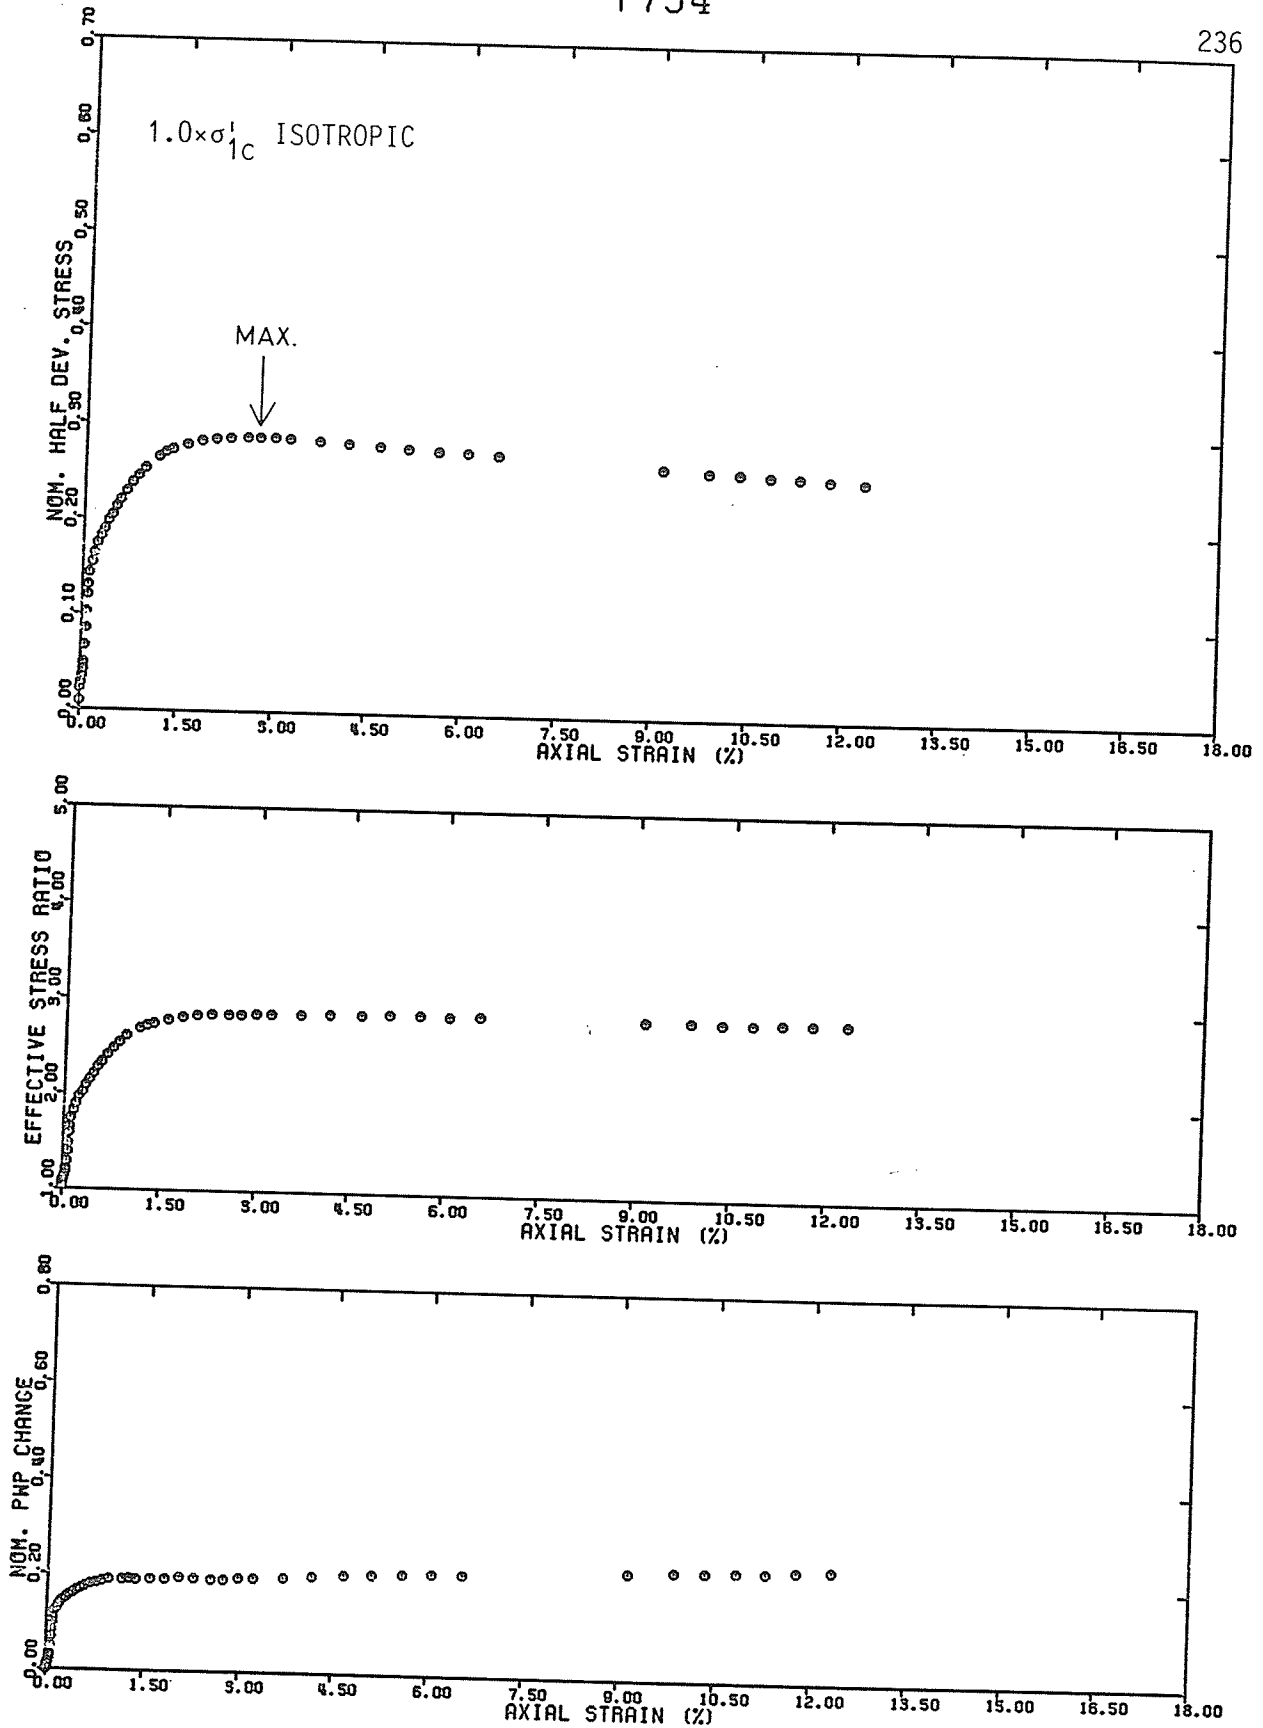 T754
236
1.0×σ'1c ISOTROPIC
MAX.
NOM. HALF DEV. STRESS
0.00 0.10 0.20 0.30 0.40 0.50 0.60 0.70
0.00 1.50 3.00 4.50 6.00 7.50 9.00 10.50 12.00 13.50 15.00 16.50 18.00
AXIAL STRAIN (%)
EFFECTIVE STRESS RATIO
1.00 2.00 3.00 4.00 5.00
0.00 1.50 3.00 4.50 6.00 7.50 9.00 10.50 12.00 13.50 15.00 16.50 18.00
AXIAL STRAIN (%)
NOM. PWP CHANGE
0.00 0.20 0.40 0.60 0.80
0.00 1.50 3.00 4.50 6.00 7.50 9.00 10.50 12.00 13.50 15.00 16.50 18.00
AXIAL STRAIN (%)